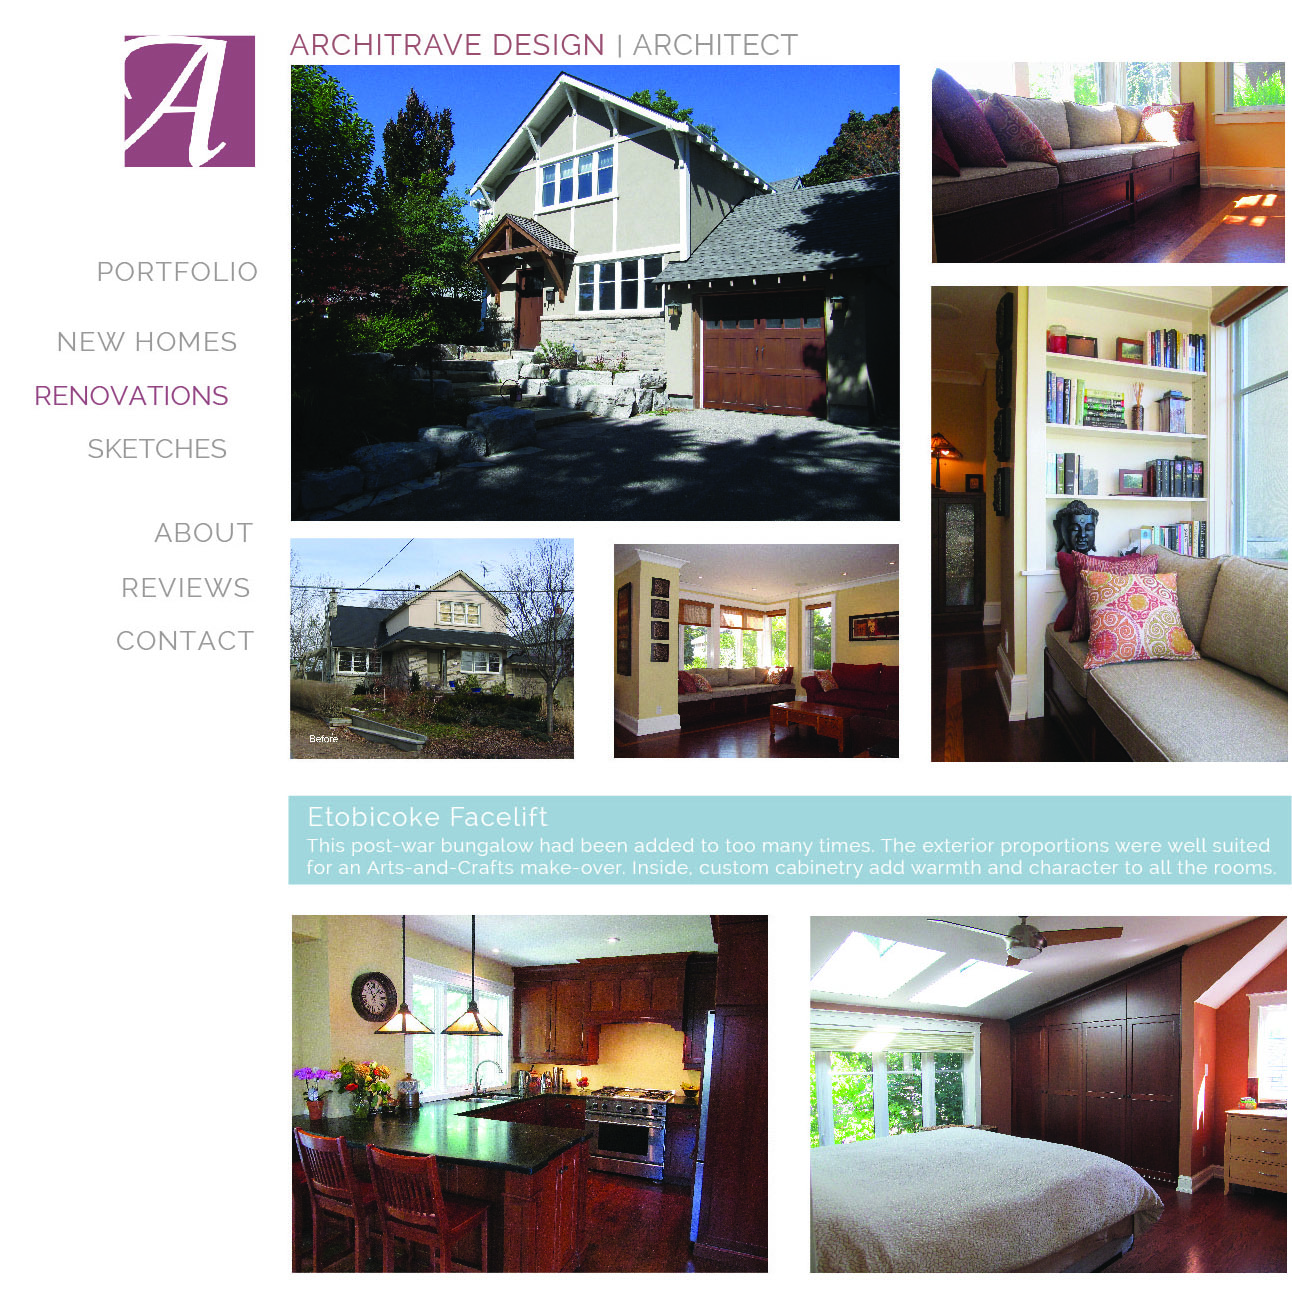 A
ARCHITRAVE DESIGN | ARCHITECT
PORTFOLIO
NEW HOMES
RENOVATIONS
SKETCHES
ABOUT
REVIEWS
CONTACT
Before
Etobicoke Facelift
This post-war bungalow had been added to too many times. The exterior proportions were well suited
for an Arts-and-Crafts make-over. Inside, custom cabinetry add warmth and character to all the rooms.